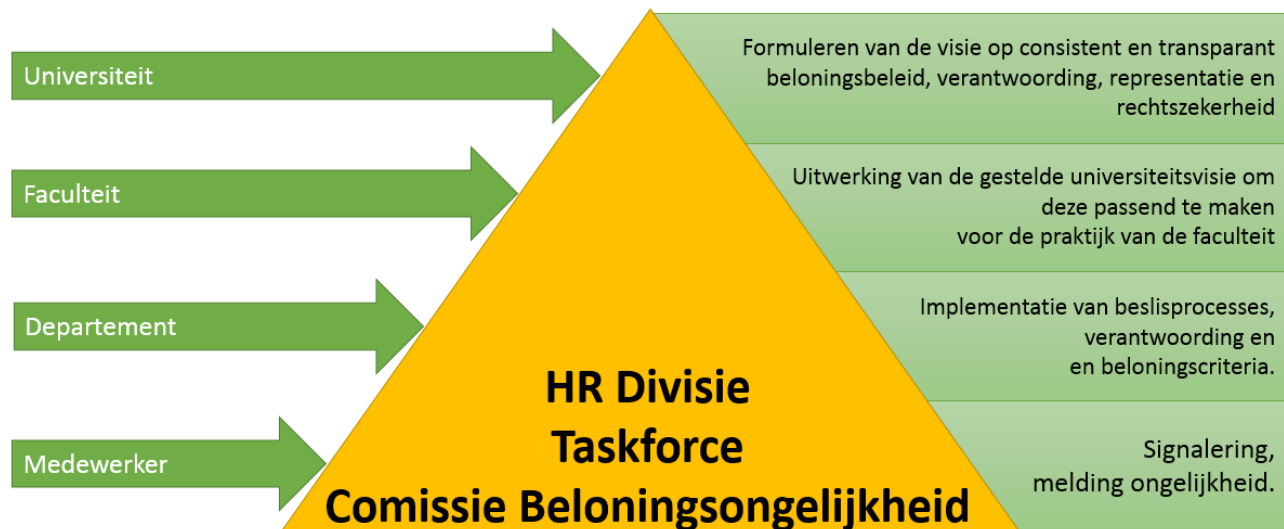 Universiteit
Formuleren van de visie op consistent en transparant
beloningsbeleid, verantwoording, representatie en
rechtszekerheid
Faculteit
Uitwerking van de gestelde universiteitsvisie om
deze passend te maken
voor de praktijk van de faculteit
Departement
Implementatie van beslisprocesses,
verantwoording en
en beloningscriteria.
Medewerker
Signalering,
melding ongelijkheid.
HR Divisie
Taskforce
Comissie Beloningsongelijkheid